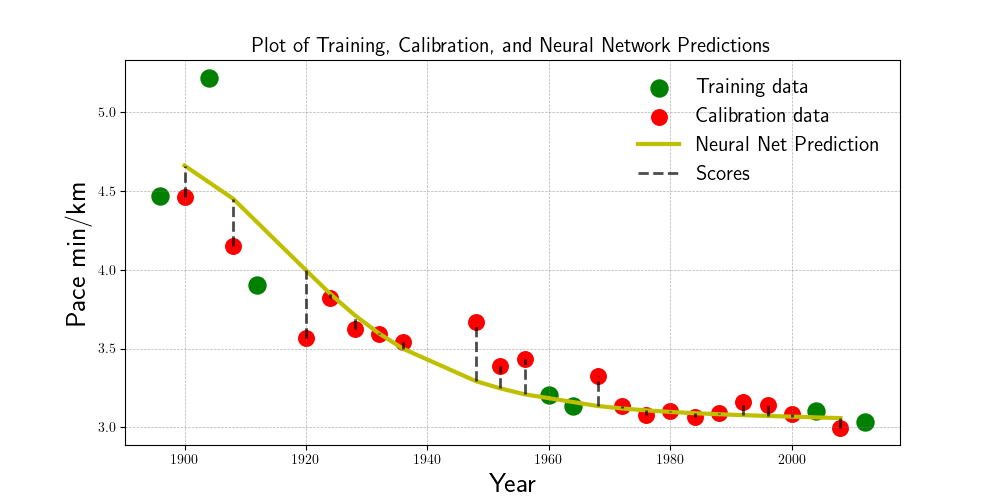 Plot of Training, Calibration, and Neural Network Predictions
Training data
Calibration data
Neural Net Prediction
Scores
Pace min/km
5.0
4.5
4.0
3.5
3.0
1900 1920 1940 1960 1980 2000
Year